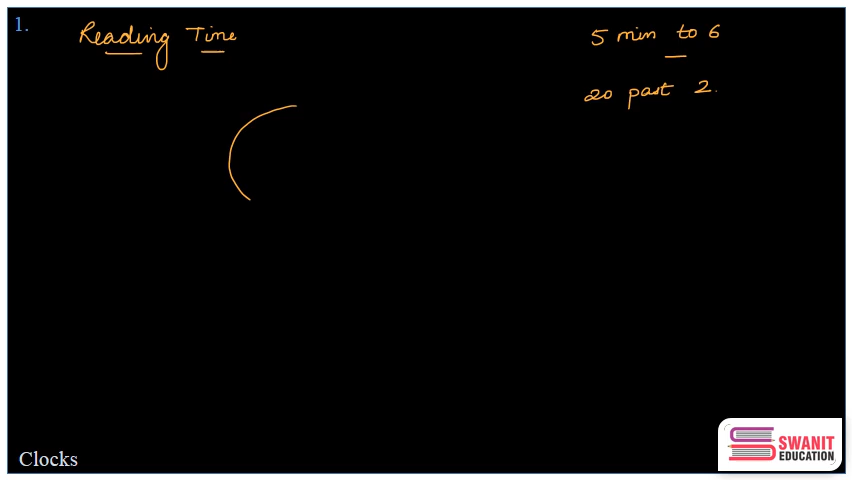 1.
Reading Time
5 min to 6
20 past 2.
Clocks
SWANIT
EDUCATION